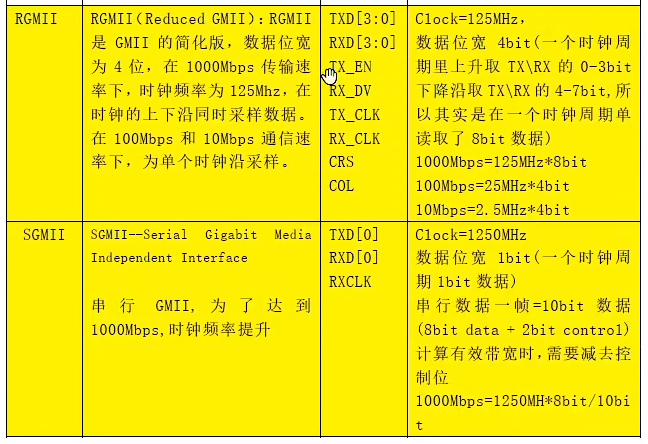 RGMII
RGMII(Reduced GMII):RGMII
是 GMII 的简化版，数据位宽
为 4 位，在 1000Mbps 传输速
率下，时钟频率为 125Mhz，在
时钟的上下沿同时采样数据。
在 100Mbps 和 10Mbps 通信速
率下，为单个时钟沿采样。
TXD[3:0]
RXD[3:0]
TX_EN
RX_DV
TX_CLK
RX_CLK
CRS
COL
Clock=125MHz，
数据位宽 4bit(一个时钟周
期里上升取 TX\RX 的 0-3bit
下降沿取 TX\RX 的 4-7bit,所
以其实是在一个时钟周期单
读取了 8bit 数据)
1000Mbps=125MHz*8bit
100Mbps=25MHz*4bit
10Mbps=2.5MHz*4bit
SGMII
SGMII--Serial Gigabit Media
Independent Interface
串行 GMII,为了达到
1000Mbps,时钟频率提升
TXD[0]
RXD[0]
RXCLK
Clock=1250MHz
数据位宽 1bit(一个时钟周
期 1bit 数据)
串行数据一帧=10bit 数据
(8bit data + 2bit control)
计算有效带宽时,需要减去控
制位
1000Mbps=1250MH*8bit/10bi
t